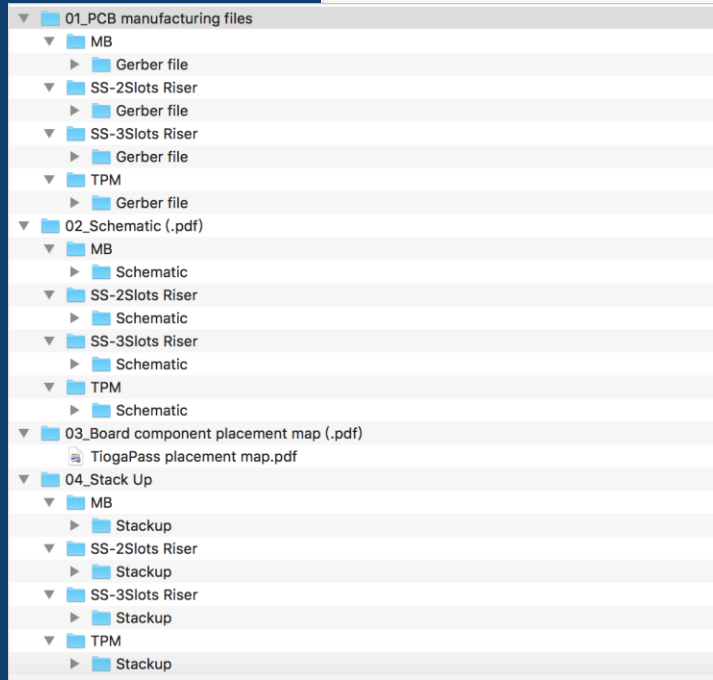 01_PCB manufacturing files
MB
Gerber file
SS-2Slots Riser
Gerber file
SS-3Slots Riser
Gerber file
TPM
Gerber file
02_Schematic (.pdf)
MB
Schematic
SS-2Slots Riser
Schematic
SS-3Slots Riser
Schematic
TPM
Schematic
03_Board component placement map (.pdf)
TiogaPass placement map.pdf
04_Stack Up
MB
Stackup
SS-2Slots Riser
Stackup
SS-3Slots Riser
Stackup
TPM
Stackup